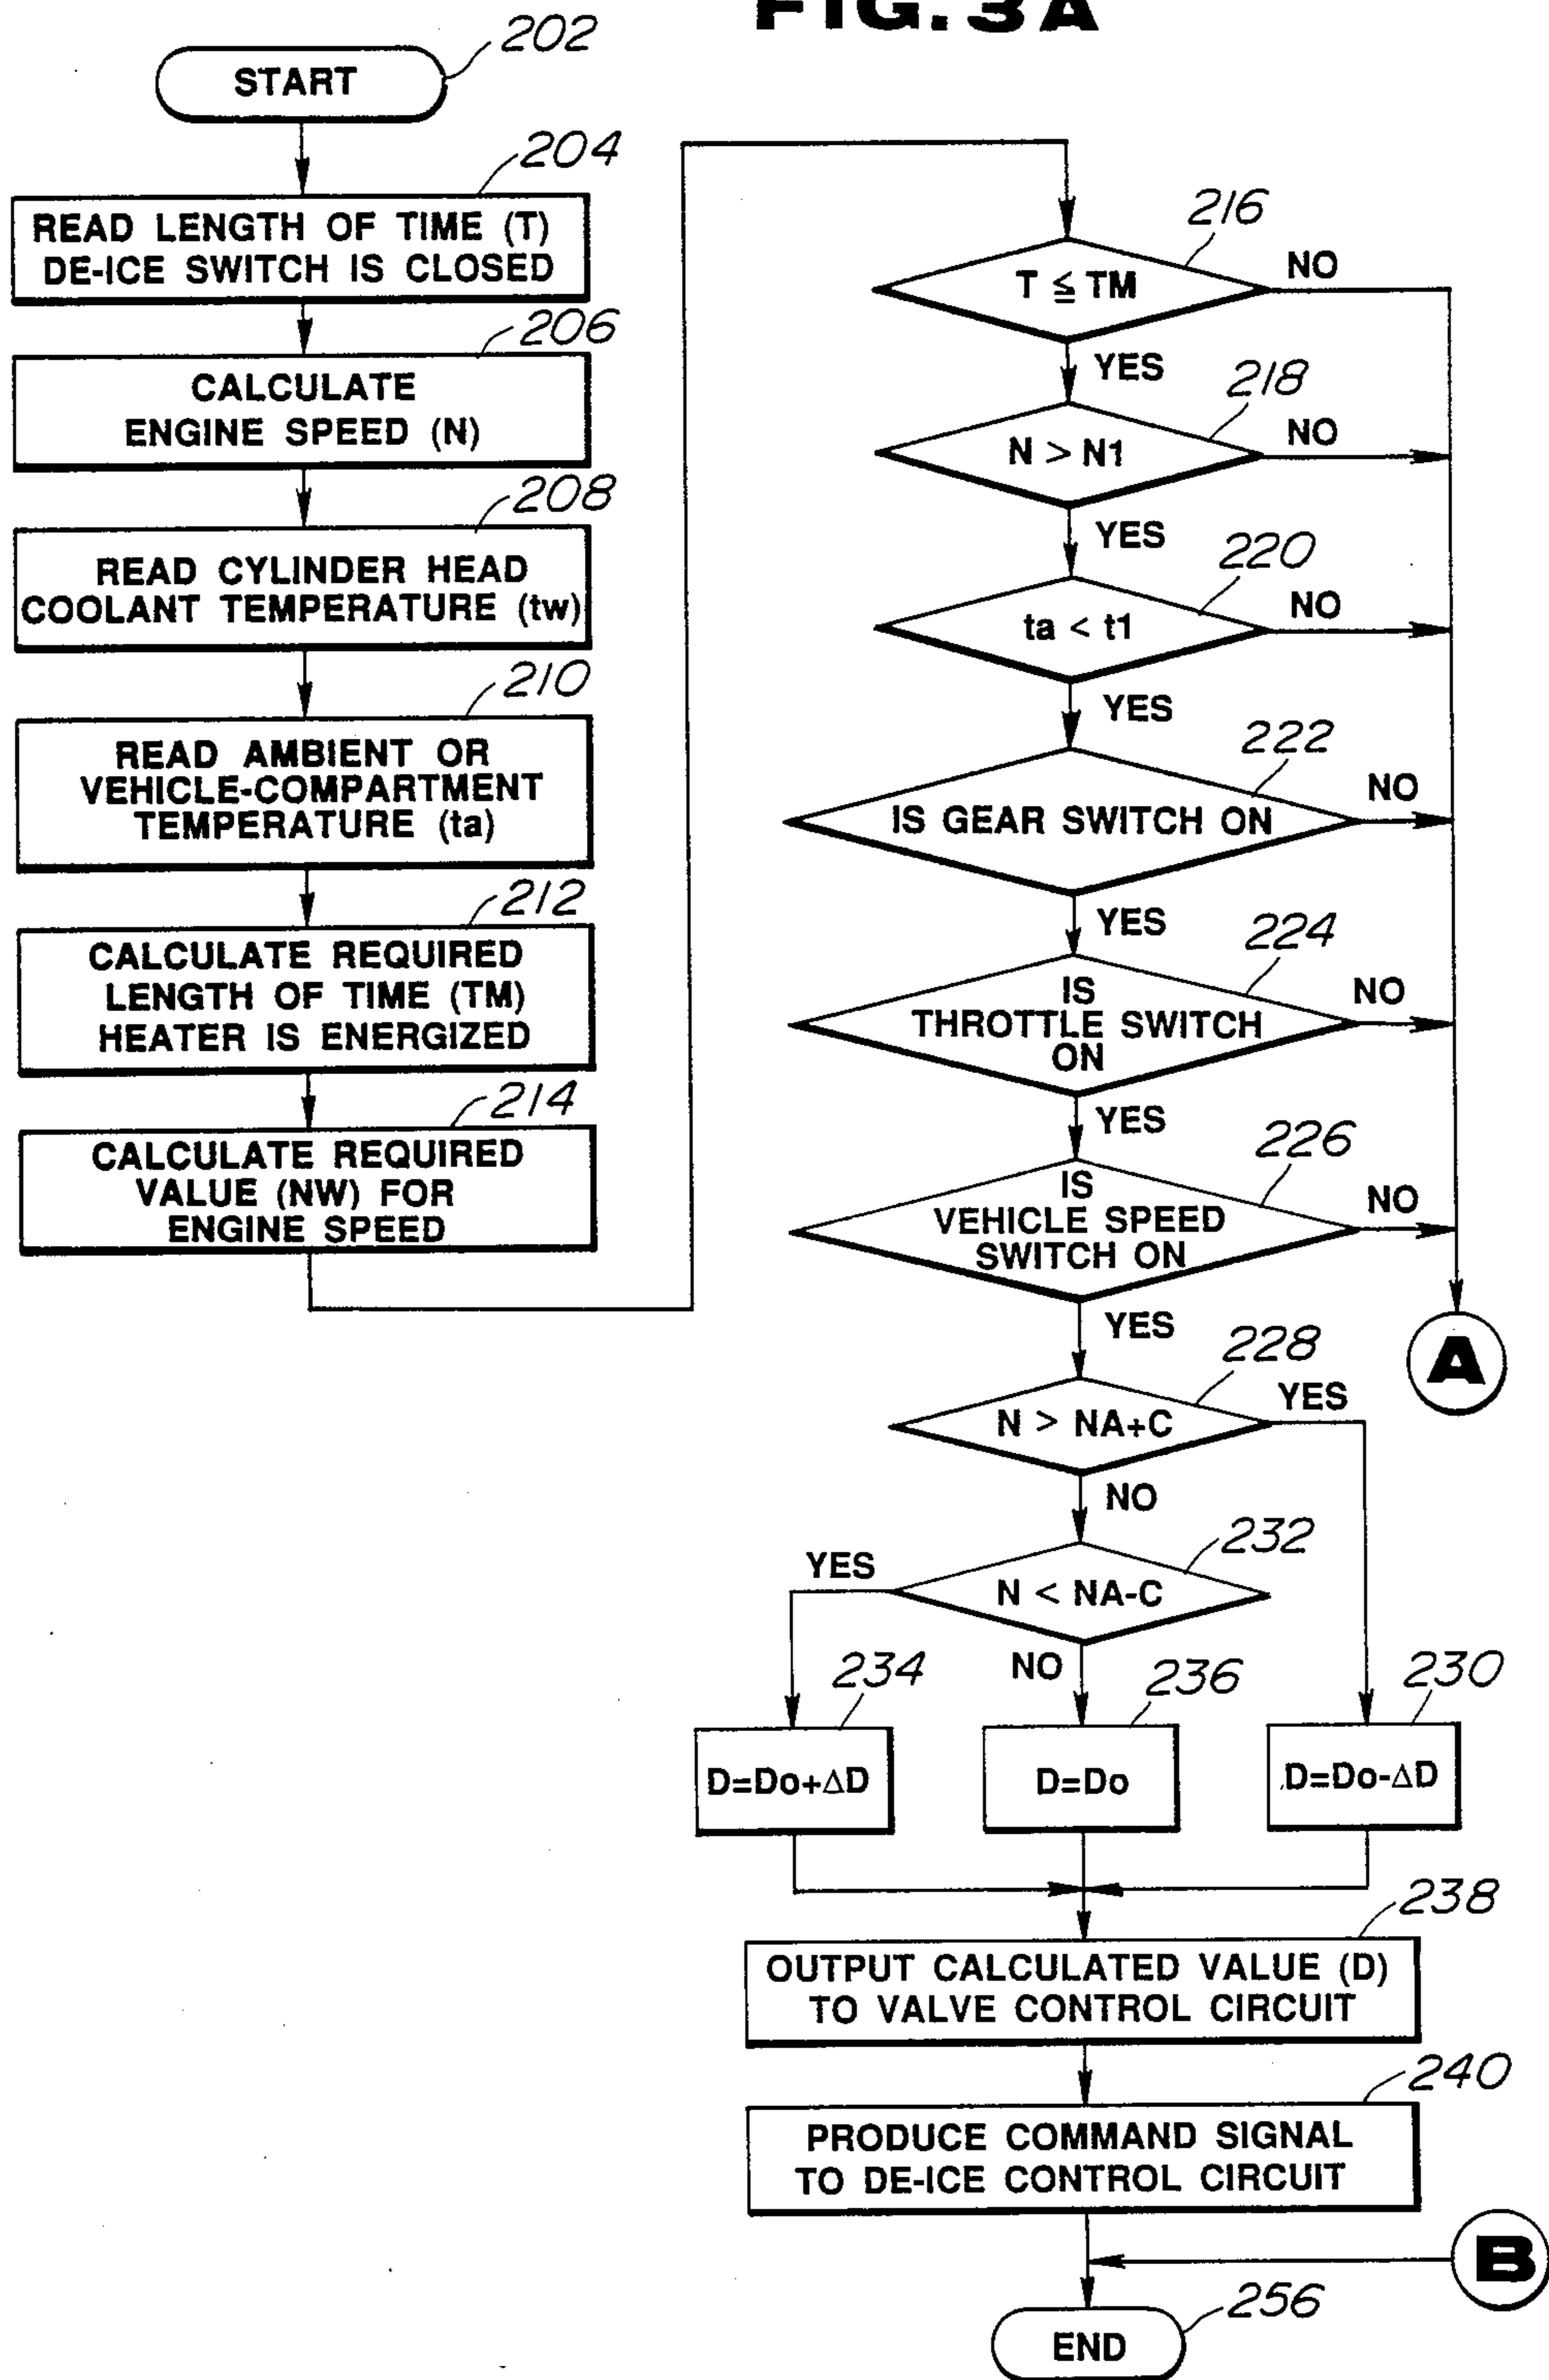 FIG. 3A
START
202
204
READ LENGTH OF TIME (T)
DE-ICE SWITCH IS CLOSED
206
CALCULATE
ENGINE SPEED (N)
208
READ CYLINDER HEAD
COOLANT TEMPERATURE (tw)
210
READ AMBIENT OR
VEHICLE-COMPARTMENT
TEMPERATURE (ta)
212
CALCULATE REQUIRED
LENGTH OF TIME (TM)
HEATER IS ENERGIZED
214
CALCULATE REQUIRED
VALUE (NW) FOR
ENGINE SPEED
216
T ≦ TM
NO
YES
218
N > N1
NO
YES
220
ta < t1
NO
YES
222
IS GEAR SWITCH ON
NO
YES
224
IS
THROTTLE SWITCH
ON
NO
YES
226
IS
VEHICLE SPEED
SWITCH ON
NO
YES
A
228
N > NA+C
YES
NO
232
N < NA-C
YES
NO
234
D=Do+ΔD
236
D=Do
230
D=Do-ΔD
238
OUTPUT CALCULATED VALUE (D)
TO VALVE CONTROL CIRCUIT
240
PRODUCE COMMAND SIGNAL
TO DE-ICE CONTROL CIRCUIT
B
256
END